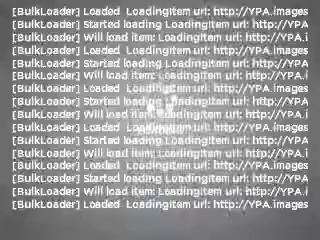 [BulkLoader] Loaded LoadingItem url: http://YPA.images
[BulkLoader] Started loading LoadingItem url: http://YPA
[BulkLoader] Will load item: LoadingItem url: http://YPA.i
[BulkLoader] Loaded LoadingItem url: http://YPA.images
[BulkLoader] Started loading LoadingItem url: http://YPA
[BulkLoader] Will load item: LoadingItem url: http://YPA.i
[BulkLoader] Loaded LoadingItem url: http://YPA.images
[BulkLoader] Started loading LoadingItem url: http://YPA
[BulkLoader] Will load item: LoadingItem url: http://YPA.i
[BulkLoader] Loaded LoadingItem url: http://YPA.images
[BulkLoader] Started loading LoadingItem url: http://YPA
[BulkLoader] Will load item: LoadingItem url: http://YPA.i
[BulkLoader] Loaded LoadingItem url: http://YPA.images
[BulkLoader] Started loading LoadingItem url: http://YPA
[BulkLoader] Will load item: LoadingItem url: http://YPA.i
[BulkLoader] Loaded LoadingItem url: http://YPA.images